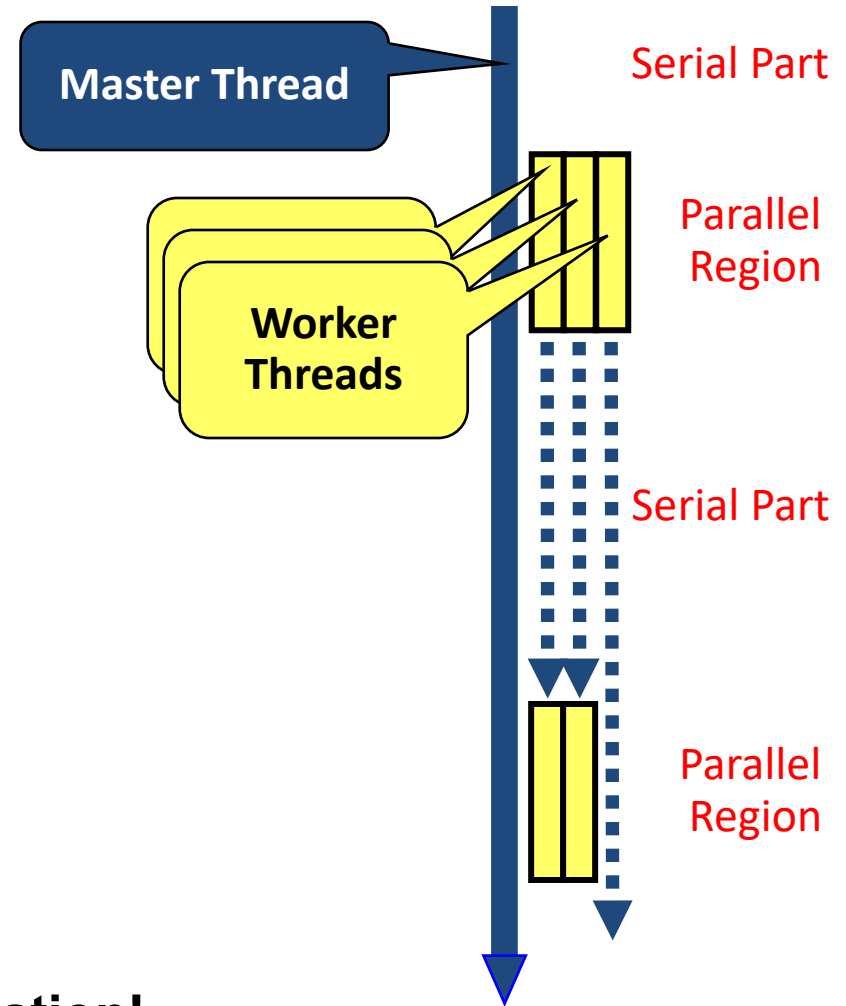 Master Thread
Serial Part
Parallel
Region
Worker
Threads
Serial Part
Parallel
Region